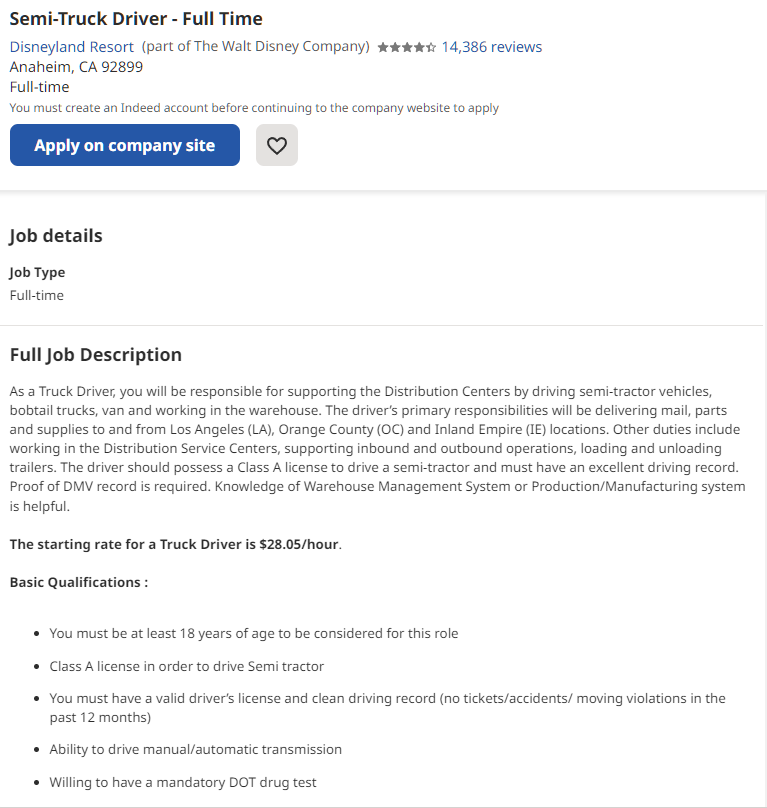 Semi-Truck Driver - Full Time
Disneyland Resort (part of The Walt Disney Company) 14,386 reviews
Anaheim, CA 92899
Full-time
You must create an Indeed account before continuing to the company website to apply
Apply on company site
Job details
Job Type
Full-time
Full Job Description
As a Truck Driver, you will be responsible for supporting the Distribution Centers by driving semi-tractor vehicles,
bobtail trucks, van and working in the warehouse. The driver’s primary responsibilities will be delivering mail, parts
and supplies to and from Los Angeles (LA), Orange County (OC) and Inland Empire (IE) locations. Other duties include
working in the Distribution Service Centers, supporting inbound and outbound operations, loading and unloading
trailers. The driver should possess a Class A license to drive a semi-tractor and must have an excellent driving record.
Proof of DMV record is required. Knowledge of Warehouse Management System or Production/Manufacturing system
is helpful.
The starting rate for a Truck Driver is $28.05/hour.
Basic Qualifications :
• You must be at least 18 years of age to be considered for this role
• Class A license in order to drive Semi tractor
• You must have a valid driver’s license and clean driving record (no tickets/accidents/ moving violations in the
past 12 months)
• Ability to drive manual/automatic transmission
• Willing to have a mandatory DOT drug test